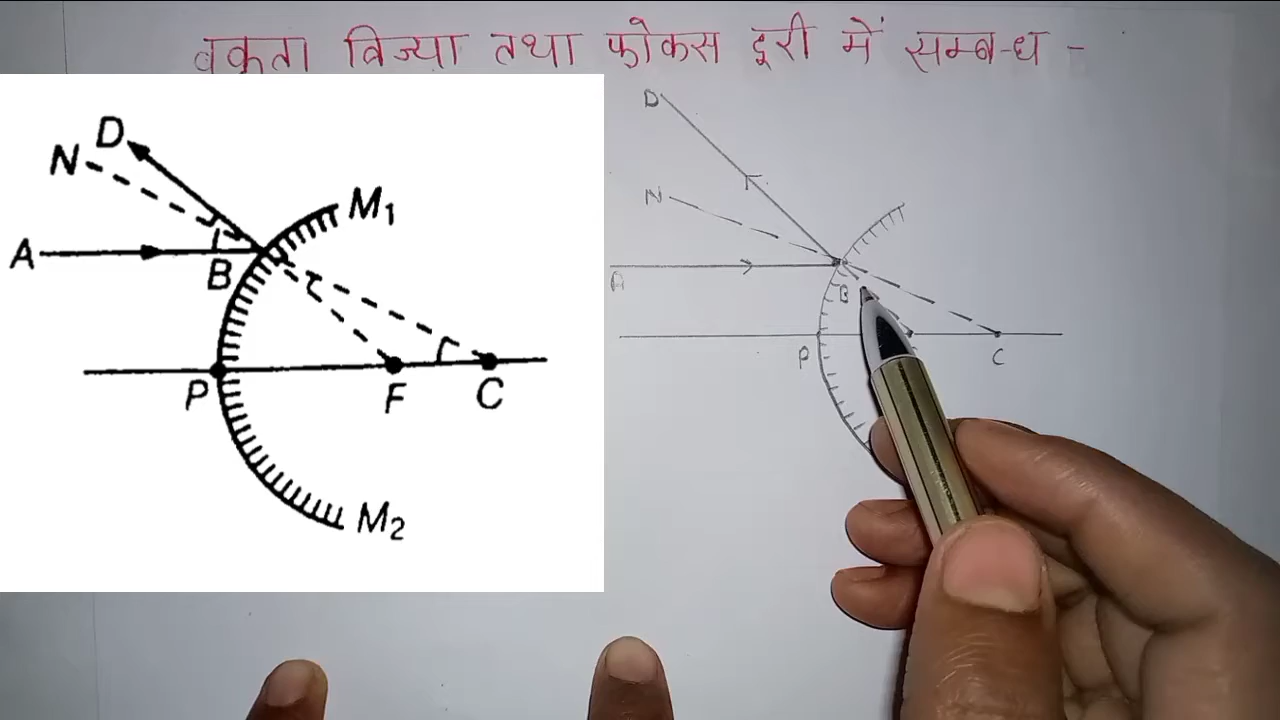 वक्रता त्रिज्या तथा फोकस दूरी में सम्बन्ध -
D
N
M1
A
B
P
F
C
M2
D
N
A
B
P
C